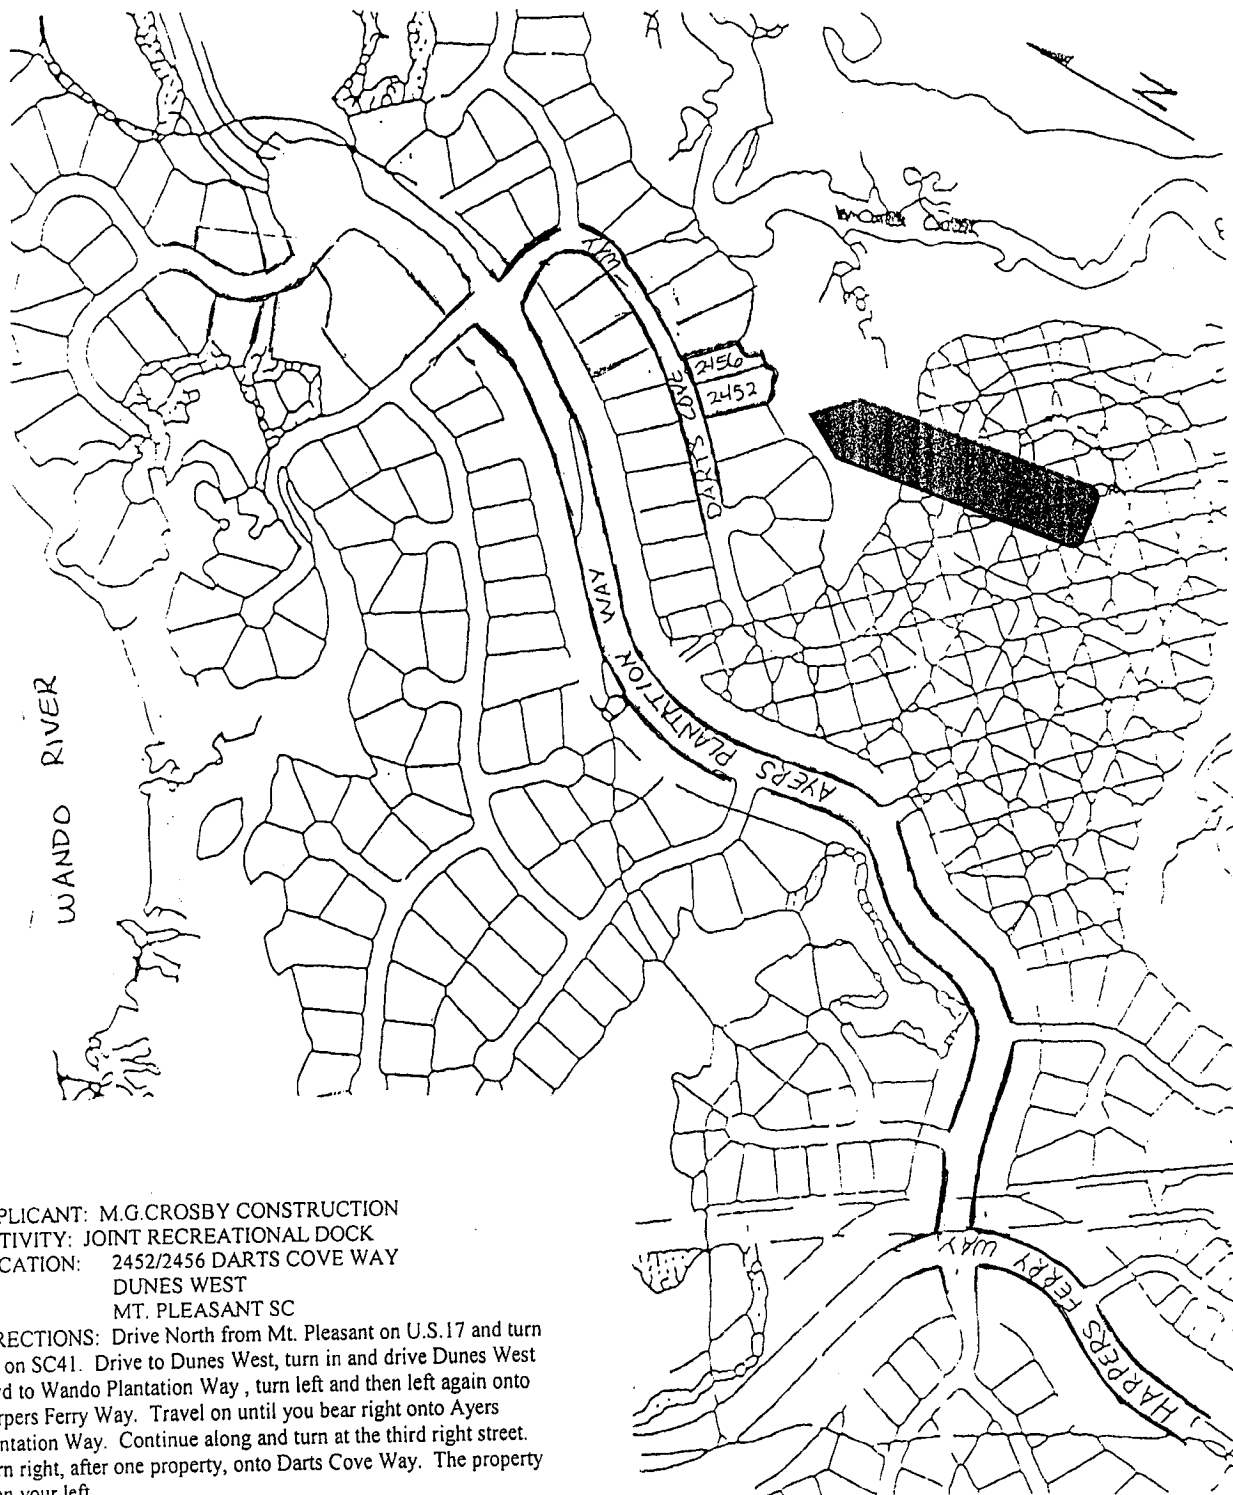 N
WAY
2456
2452
DARTS COVE
WANDO RIVER
AYERS PLANTATION WAY
HARPERS FERRY WAY
PLICANT: M.G.CROSBY CONSTRUCTION
TIVITY: JOINT RECREATIONAL DOCK
CATION: 2452/2456 DARTS COVE WAY
DUNES WEST
MT. PLEASANT SC
RECTIONS: Drive North from Mt. Pleasant on U.S.17 and turn
on SC41. Drive to Dunes West, turn in and drive Dunes West
d to Wando Plantation Way , turn left and then left again onto
rpers Ferry Way. Travel on until you bear right onto Ayers
ntation Way. Continue along and turn at the third right street.
rn right, after one property, onto Darts Cove Way. The property
on your left